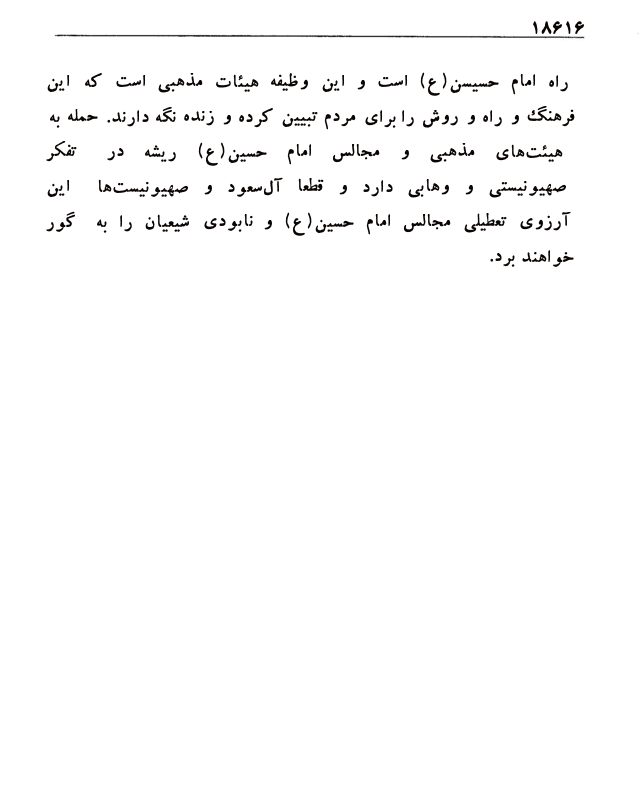 ۱۸۶۱۶
راه امام حسیسن(ع) است و این وظیفه هیئات مذهبی است که این
فرهنگ و راه و روش را برای مردم تبیین کرده و زنده نگه دارند. حمله به
هیئت‌های مذهبی و مجالس امام حسین(ع) ریشه در تفکر
صهیونیستی و وهابی دارد و قطعا آل‌سعود و صهیونیست‌ها این
آرزوی تعطیلی مجالس امام حسین(ع) و نابودی شیعیان را به گور
خواهند برد.